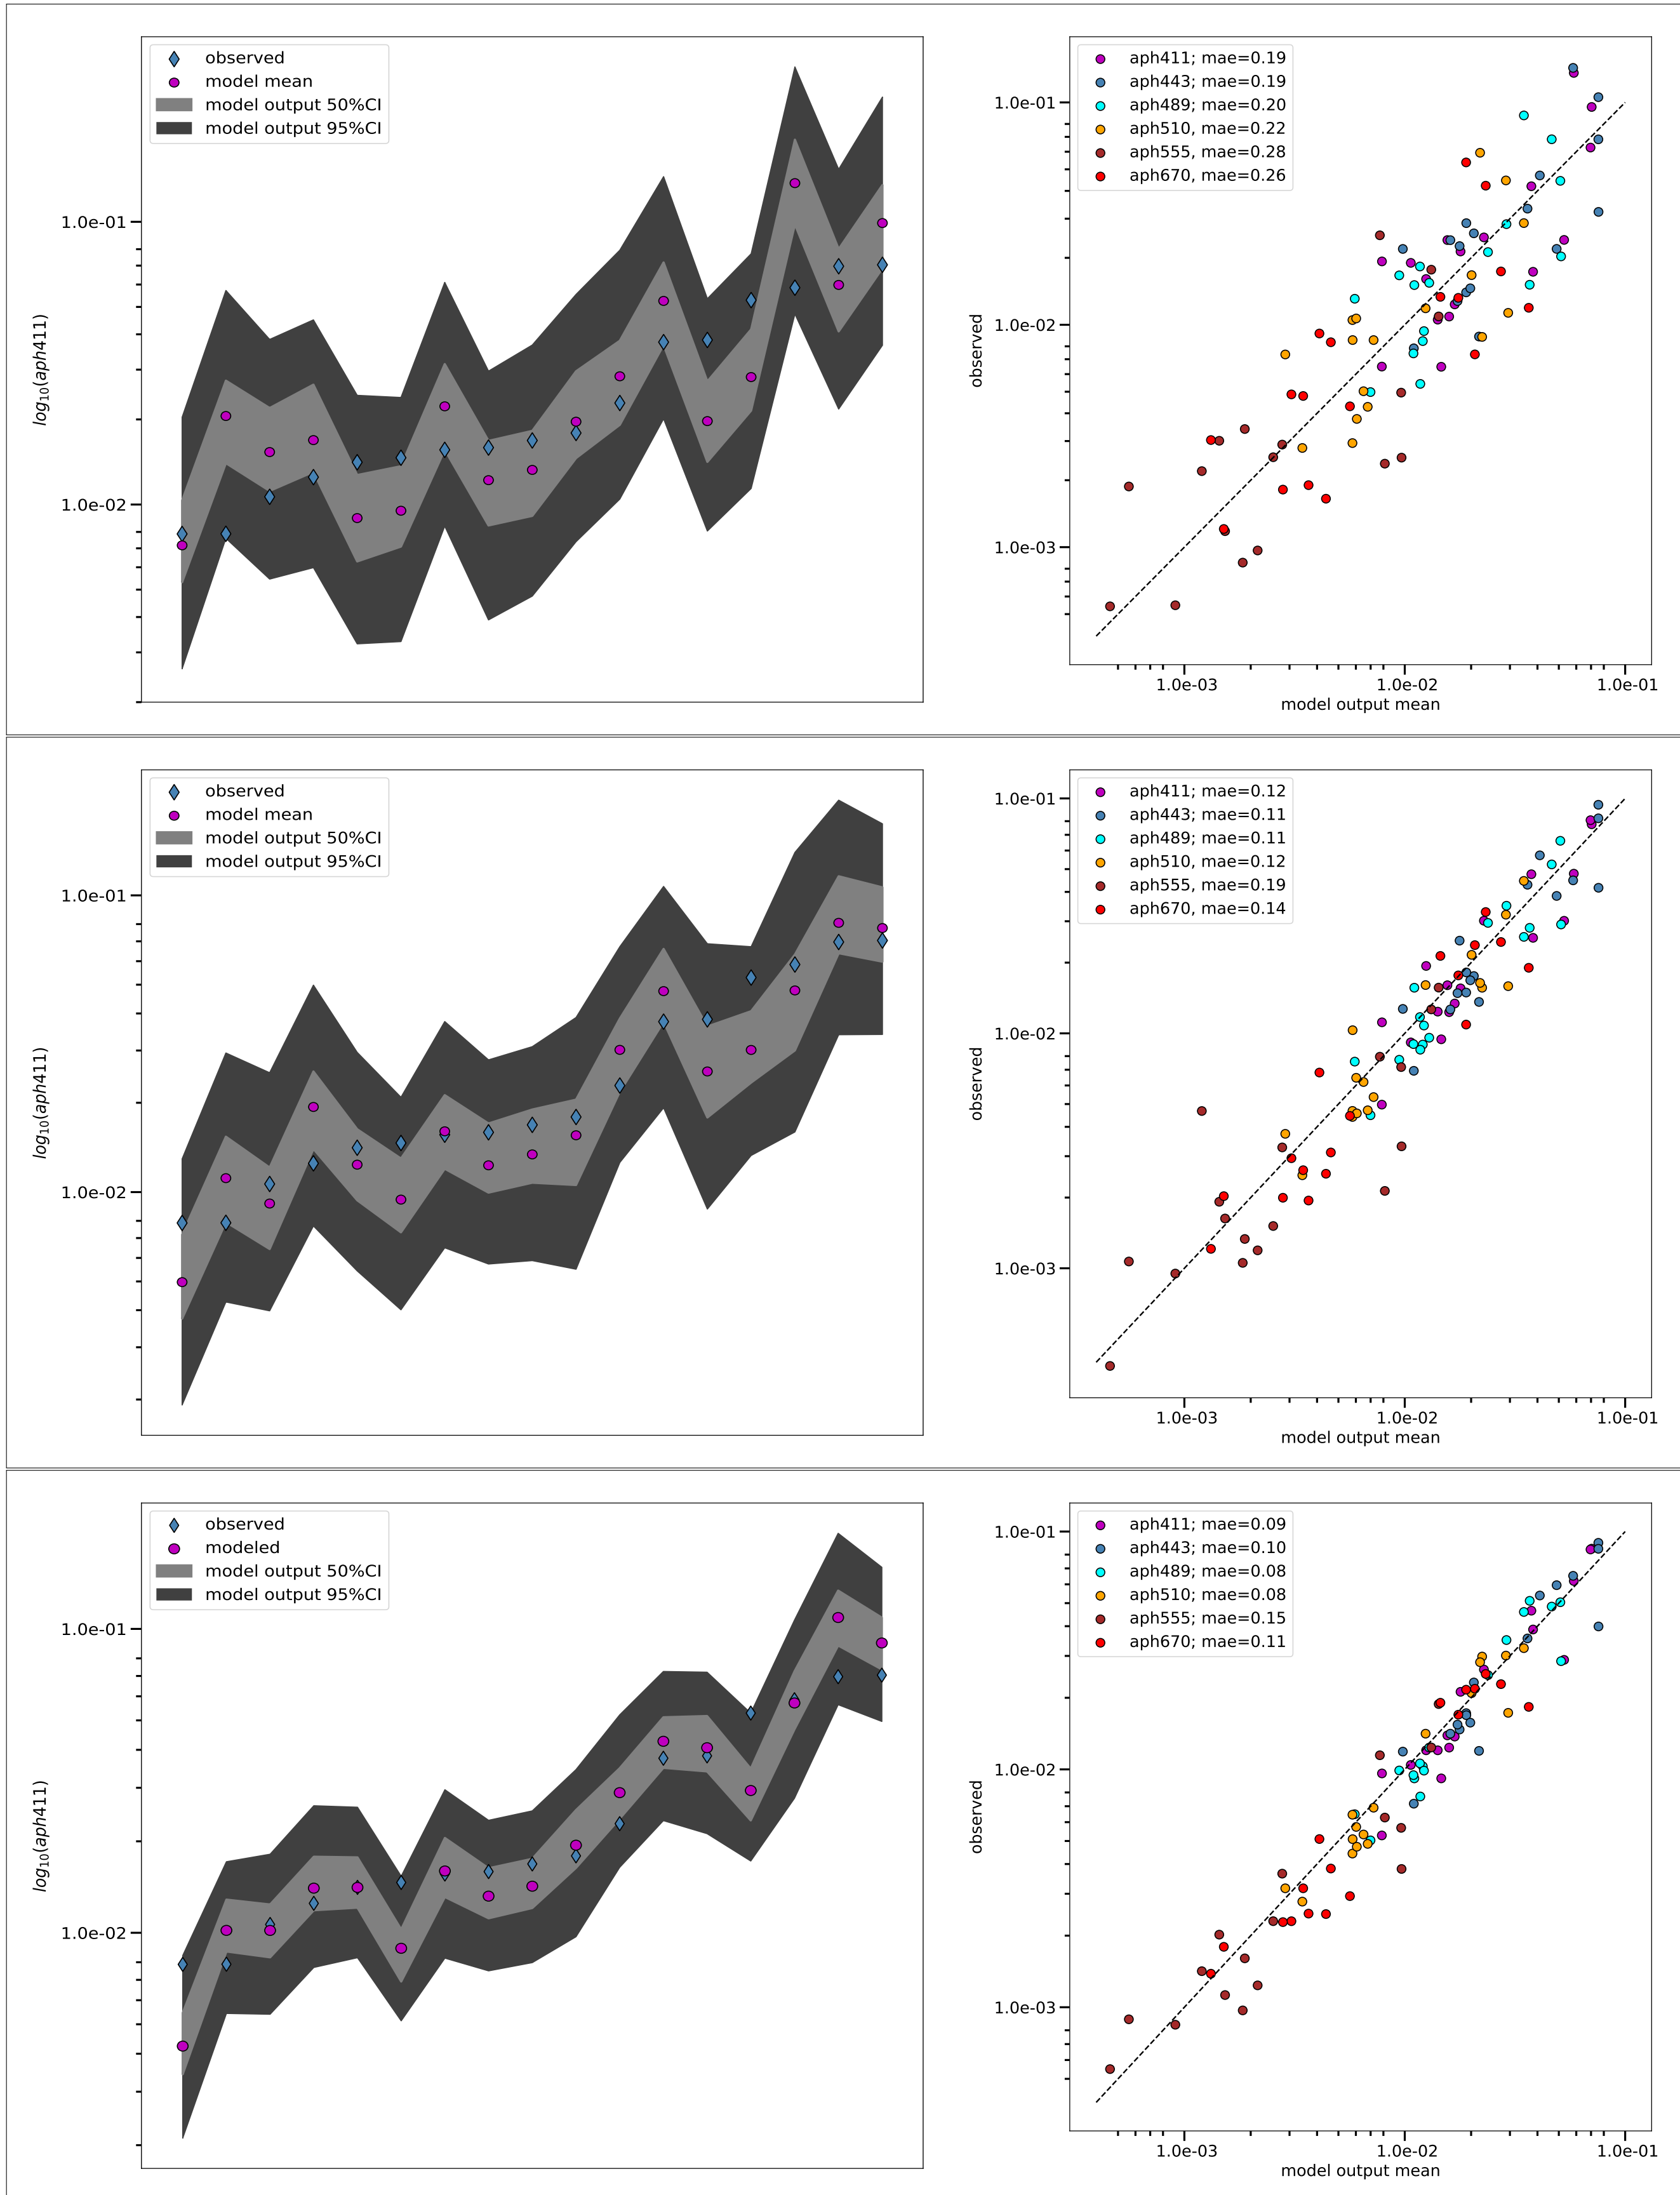 observed
model mean
model output 50%CI
model output 95%CI
1.0e-01
1.0e-02
log10(aph411)
aph411; mae=0.19
aph443; mae=0.19
aph489; mae=0.20
aph510, mae=0.22
aph555, mae=0.28
aph670, mae=0.26
1.0e-01
1.0e-02
1.0e-03
observed
1.0e-03
1.0e-02
1.0e-01
model output mean
observed
model mean
model output 50%CI
model output 95%CI
1.0e-01
1.0e-02
log10(aph411)
aph411; mae=0.12
aph443; mae=0.11
aph489; mae=0.11
aph510, mae=0.12
aph555, mae=0.19
aph670, mae=0.14
1.0e-01
1.0e-02
1.0e-03
observed
1.0e-03
1.0e-02
1.0e-01
model output mean
observed
modeled
model output 50%CI
model output 95%CI
1.0e-01
1.0e-02
log10(aph411)
aph411; mae=0.09
aph443; mae=0.10
aph489; mae=0.08
aph510; mae=0.08
aph555; mae=0.15
aph670; mae=0.11
1.0e-01
1.0e-02
1.0e-03
observed
1.0e-03
1.0e-02
1.0e-01
model output mean